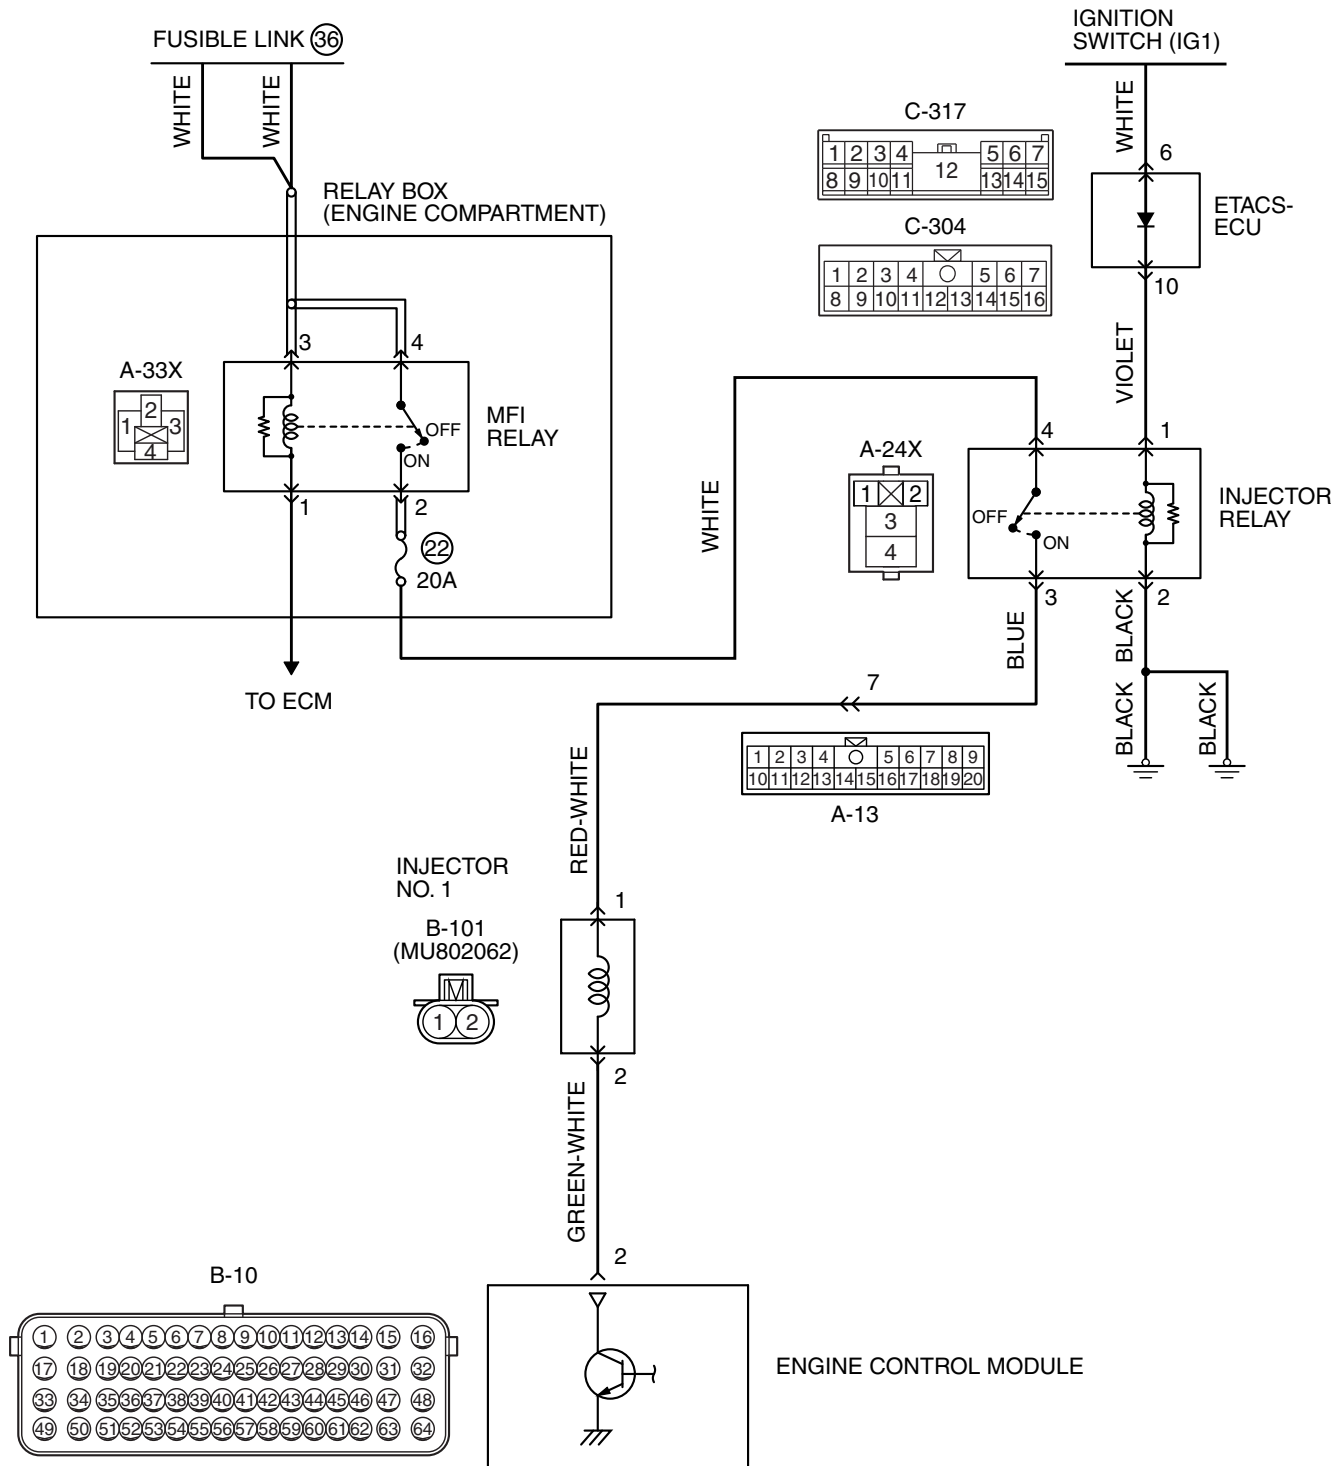 FUSIBLE LINK 36
IGNITION
SWITCH (IG1)
WHITE
WHITE
WHITE
C-317
1 2 3 4 5 6 7
12
8 9 10 11 13 14 15
6
RELAY BOX
(ENGINE COMPARTMENT)
ETACS-
ECU
C-304
1 2 3 4 5 6 7
8 9 10 11 12 13 14 15 16
10
3
4
A-33X
2
1 3
4
OFF
ON
MFI
RELAY
VIOLET
1
2
22
20A
WHITE
4
1
A-24X
1 2
3
4
OFF
ON
INJECTOR
RELAY
3
2
BLUE
BLACK
TO ECM
7
BLACK
BLACK
1 2 3 4 5 6 7 8 9
10 11 12 13 14 15 16 17 18 19 20
A-13
RED-WHITE
INJECTOR
NO. 1
1
B-101
(MU802062)
1 2
2
GREEN-WHITE
2
B-10
1 2 3 4 5 6 7 8 9 10 11 12 13 14 15 16
17 18 19 20 21 22 23 24 25 26 27 28 29 30 31 32
33 34 35 36 37 38 39 40 41 42 43 44 45 46 47 48
49 50 51 52 53 54 55 56 57 58 59 60 61 62 63 64
ENGINE CONTROL MODULE